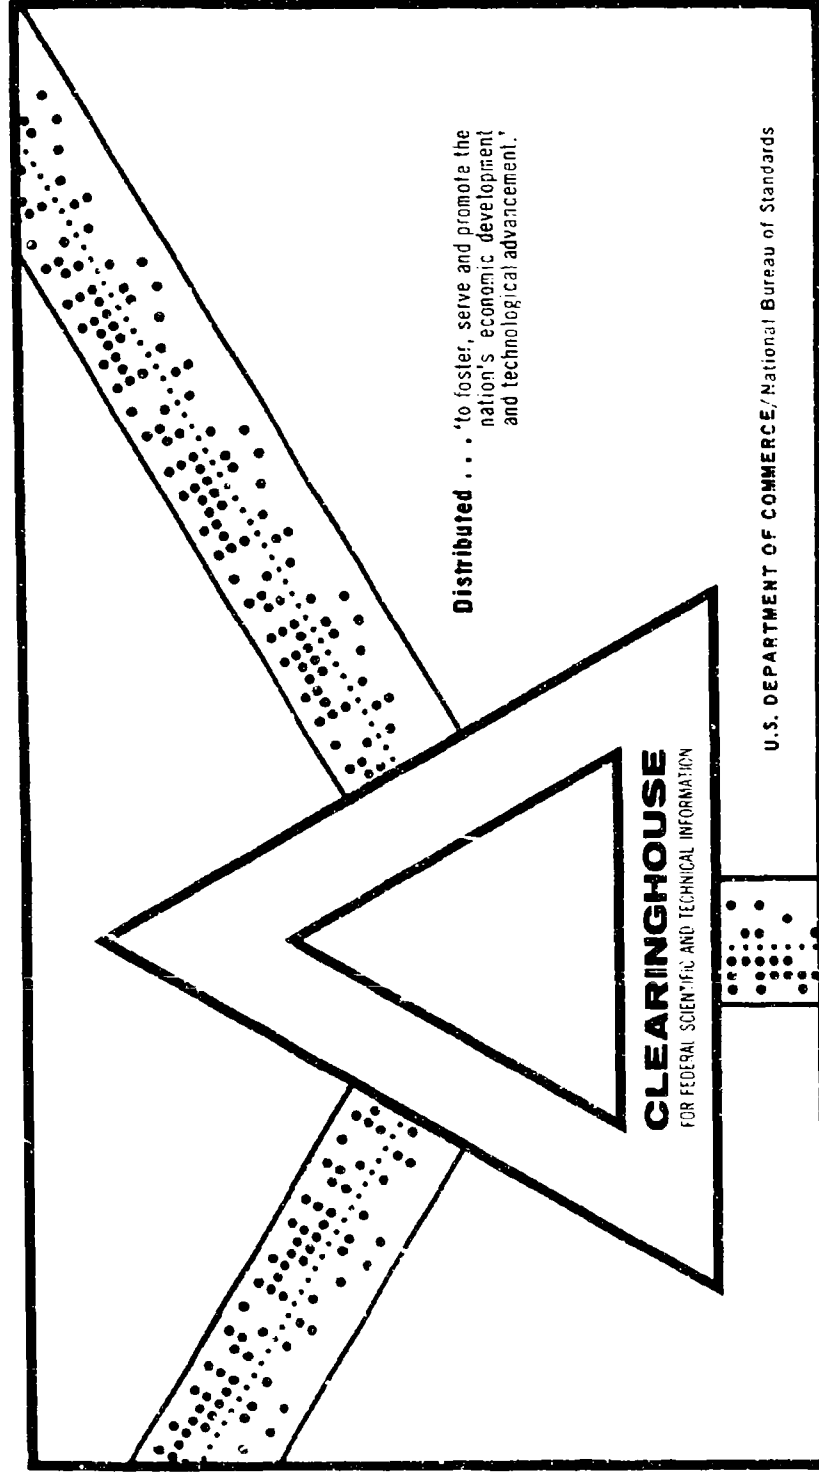 Distributed . . . 'to foster, serve and promote the
nation's economic development
and technological advancement.'
CLEARINGHOUSE
FOR FEDERAL SCIENTIFIC AND TECHNICAL INFORMATION
U.S. DEPARTMENT OF COMMERCE/National Bureau of Standards